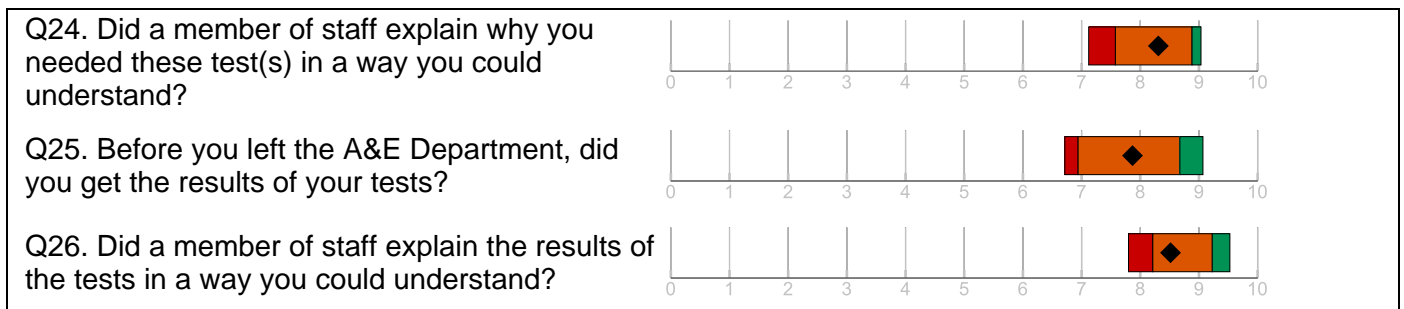 Q24. Did a member of staff explain why you
needed these test(s) in a way you could
understand?
0 1 2 3 4 5 6 7 8 9 10
Q25. Before you left the A&E Department, did
you get the results of your tests?
0 1 2 3 4 5 6 7 8 9 10
Q26. Did a member of staff explain the results of
the tests in a way you could understand?
0 1 2 3 4 5 6 7 8 9 10